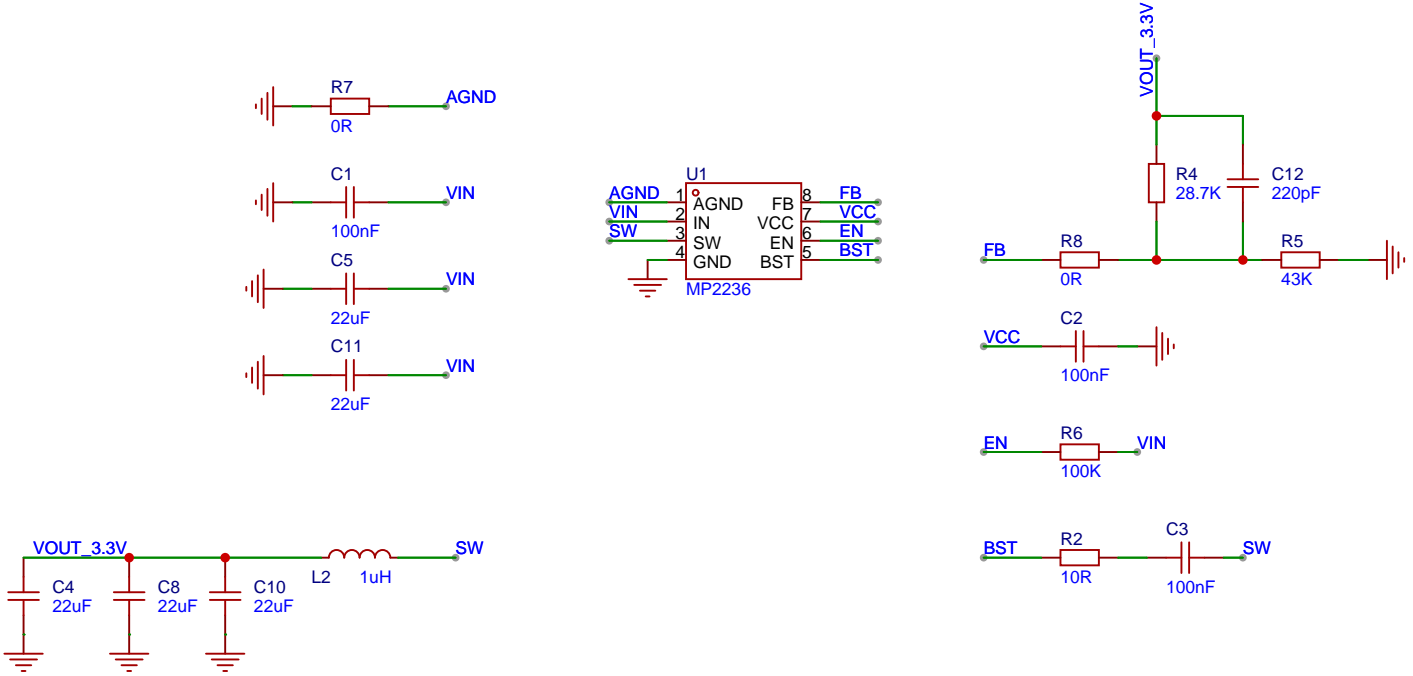 VOUT_3.3V
R7
AGND
0R
C1
VIN
100nF
C5
VIN
22uF
C11
VIN
22uF
U1
AGND 1 AGND FB 8 FB
VIN 2 IN VCC 7 VCC
SW 3 SW EN 6 EN
4 GND BST 5 BST
MP2236
R4
28.7K
C12
220pF
FB
R8
0R
R5
43K
VCC
C2
100nF
EN
R6
VIN
100K
BST
R2
10R
C3
SW
100nF
VOUT_3.3V
SW
L2
1uH
C4
22uF
C8
22uF
C10
22uF